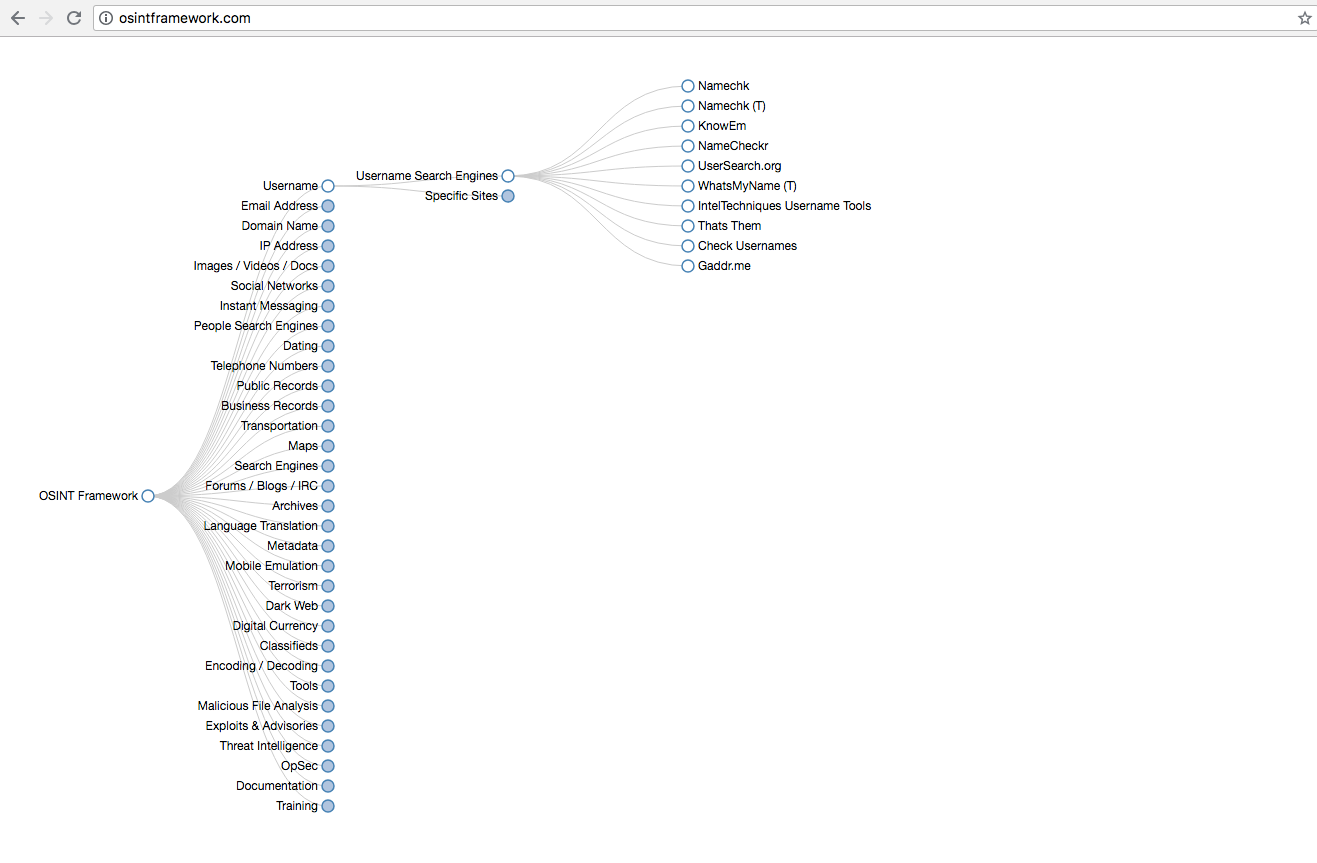 osintframework.com
OSINT Framework
Username
Email Address
Domain Name
IP Address
Images / Videos / Docs
Social Networks
Instant Messaging
People Search Engines
Dating
Telephone Numbers
Public Records
Business Records
Transportation
Maps
Search Engines
Forums / Blogs / IRC
Archives
Language Translation
Metadata
Mobile Emulation
Terrorism
Dark Web
Digital Currency
Classifieds
Encoding / Decoding
Tools
Malicious File Analysis
Exploits & Advisories
Threat Intelligence
OpSec
Documentation
Training
Username Search Engines
Specific Sites
Namechk
Namechk (T)
KnowEm
NameCheckr
UserSearch.org
WhatsMyName (T)
IntelTechniques Username Tools
Thats Them
Check Usernames
Gaddr.me